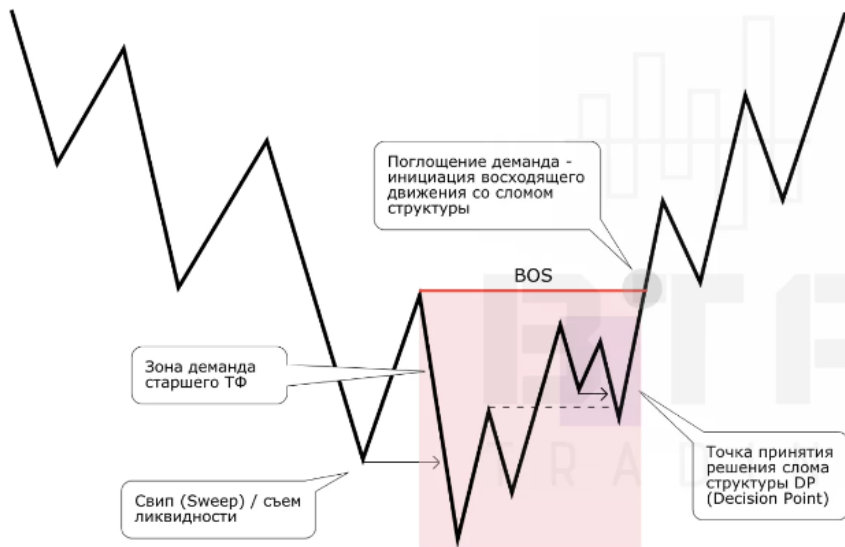 Поглощение деманда -
инициация восходящего
движения со сломом
структуры
BOS
Зона деманда
старшего ТФ
Свип (Sweep) / съем
ликвидности
Точка принятия
решения слома
структуры DP
(Decision Point)